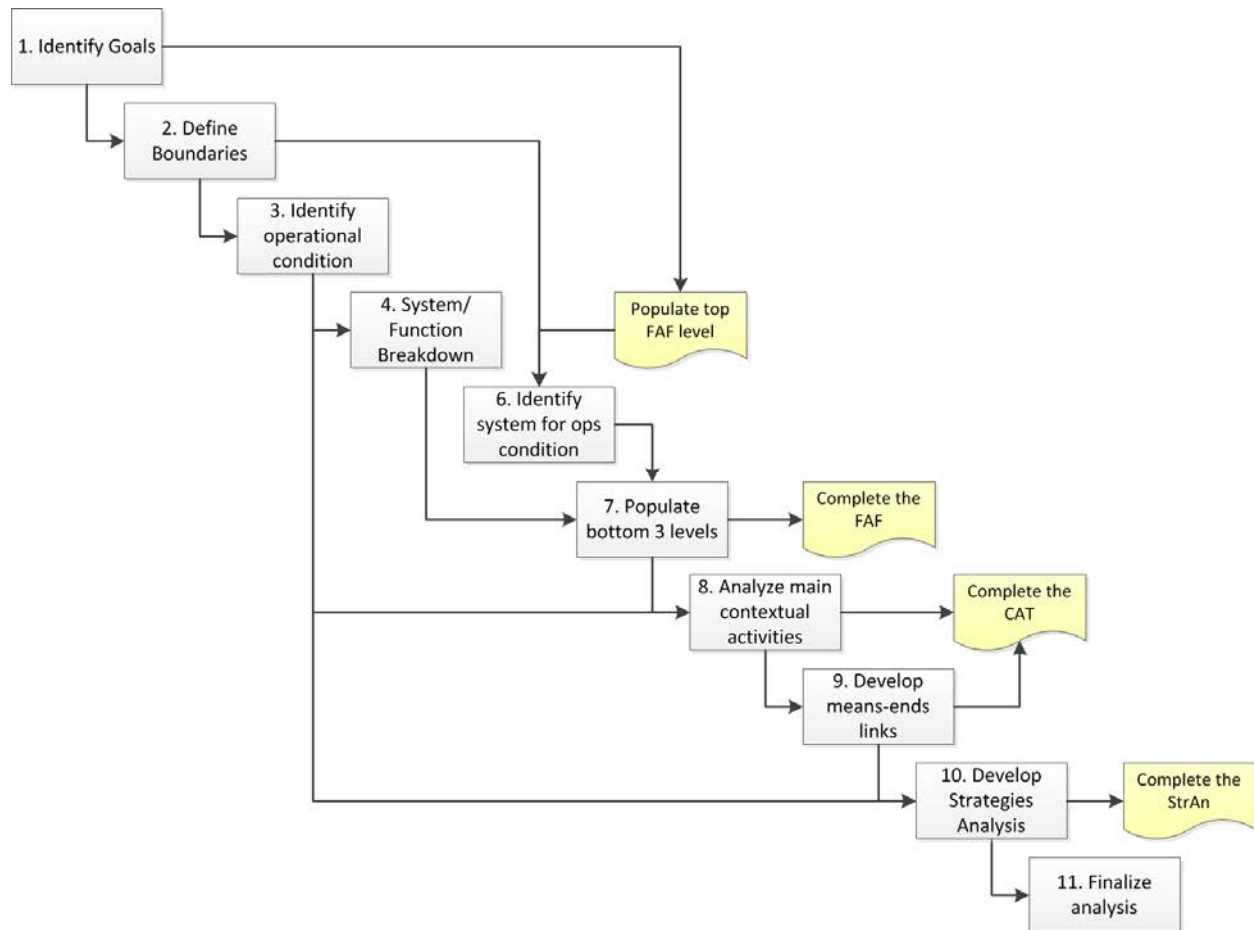 1. Identify Goals
2. Define
Boundaries
3. Identify
operational
condition
4. System/
Function
Breakdown
Populate top
FAF level
6. Identify
system for ops
condition
7. Populate
bottom 3 levels
Complete the
FAF
8. Analyze main
contextual
activities
Complete the
CAT
9. Develop
means-ends
links
10. Develop
Strategies
Analysis
Complete the
StrAn
11. Finalize
analysis